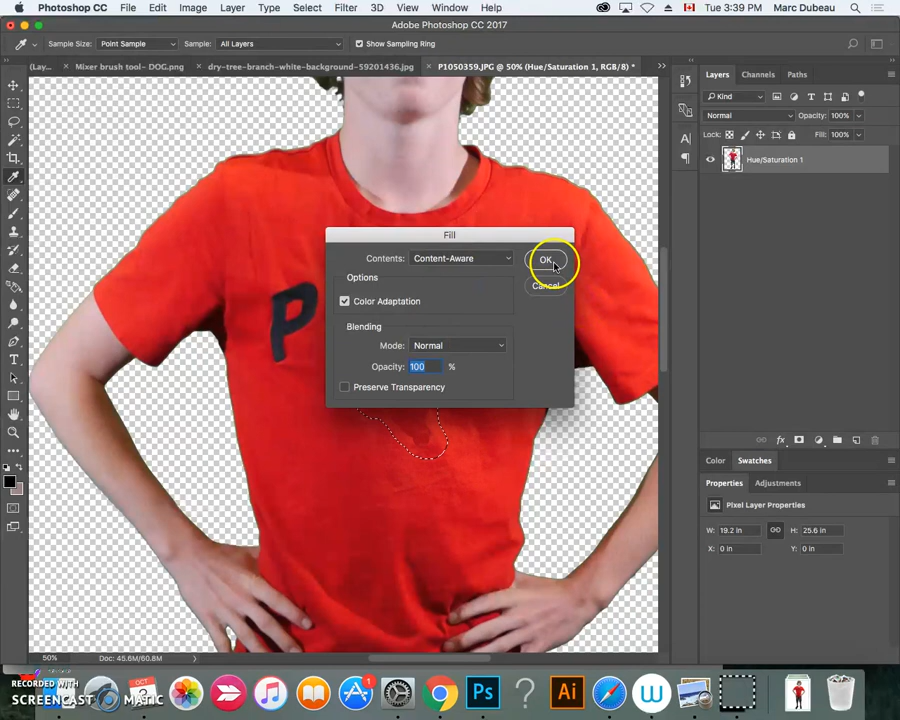 Photoshop CC File Edit Image Layer Type Select Filter 3D View Window Help Tue 3:39 PM Marc Dubeau
Adobe Photoshop CC 2017
Sample Size: Point Sample Sample: All Layers Show Sampling Ring
(Lay... Mixer brush tool- DOG.png dry-tree-branch-white-background-59201436.jpg P1050359.JPG @ 50% (Hue/Saturation 1, RGB/8) *
Layers Channels Paths
Kind
Normal Opacity: 100%
Lock: Fill: 100%
Hue/Saturation 1
Fill
Contents: Content-Aware OK
Options
Cancel
Color Adaptation
Blending
Mode: Normal
Opacity: 100 %
Preserve Transparency
P
Color Swatches
Properties Adjustments
Pixel Layer Properties
W: 19.2 in H: 25.6 in
X: 0 in Y: 0 in
50% Doc: 45.6M/60.8M
RECORDED WITH
SCREENCAST MATIC
OCT
1
Ps ? Ai W